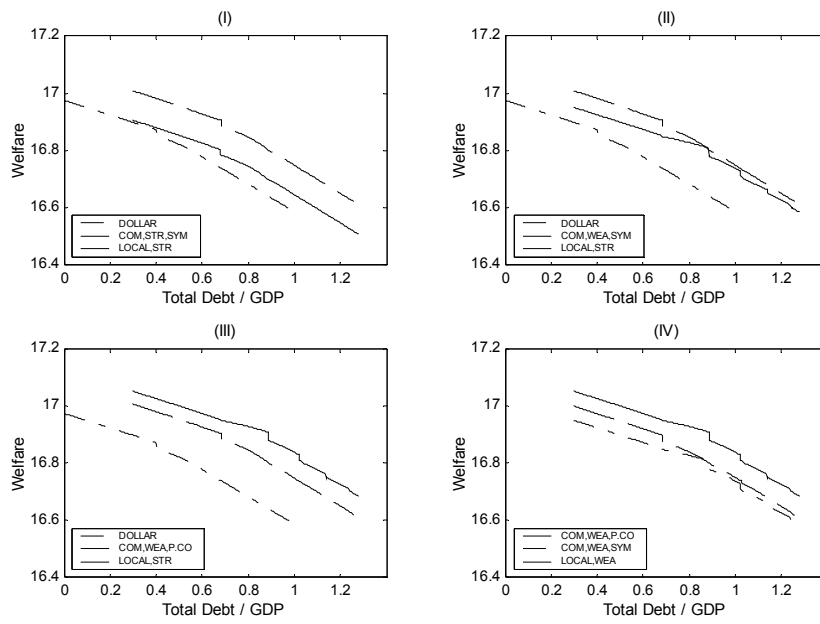 (I)
17.2
17
16.8
16.6
16.4
Welfare
DOLLAR
COM,STR,SYM
LOCAL,STR
0 0.2 0.4 0.6 0.8 1 1.2
Total Debt / GDP
(II)
17.2
17
16.8
16.6
16.4
Welfare
DOLLAR
COM,WEA,SYM
LOCAL,STR
0 0.2 0.4 0.6 0.8 1 1.2
Total Debt / GDP
(III)
17.2
17
16.8
16.6
16.4
Welfare
DOLLAR
COM,WEA,P.CO
LOCAL,STR
0 0.2 0.4 0.6 0.8 1 1.2
Total Debt / GDP
(IV)
17.2
17
16.8
16.6
16.4
Welfare
COM,WEA,P.CO
COM,WEA,SYM
LOCAL,WEA
0 0.2 0.4 0.6 0.8 1 1.2
Total Debt / GDP